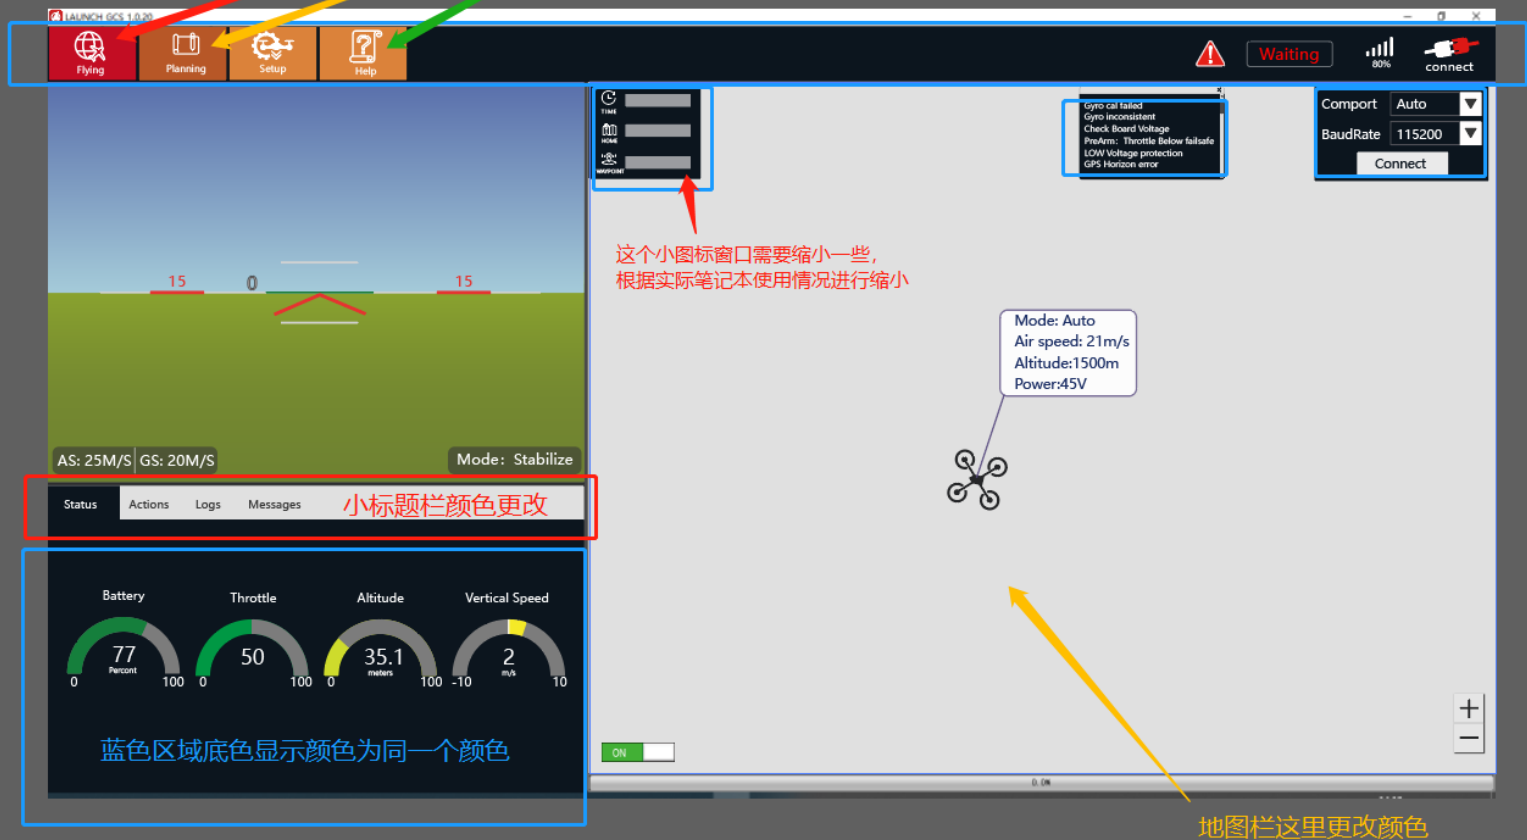 LAUNCH GCS 1.0.20
Flying
Planning
Setup
Help
Waiting
80%
connect
TIME
HOME
WAYPOINT
Gyro cal failed
Gyro inconsistent
Check Board Voltage
PreArm: Throttle Below failsafe
LOW Voltage protection
GPS Horizon error
Comport Auto
BaudRate 115200
Connect
这个小图标窗口需要缩小一些，
根据实际笔记本使用情况进行缩小
15 0 15
Mode: Auto
Air speed: 21m/s
Altitude:1500m
Power:45V
AS: 25M/S GS: 20M/S
Mode: Stabilize
Status Actions Logs Messages
小标题栏颜色更改
Battery Throttle Altitude Vertical Speed
77 50 35.1 2
Percont meters m/s
0 100 0 100 0 100 -10 10
蓝色区域底色显示颜色为同一个颜色
ON
地图栏这里更改颜色